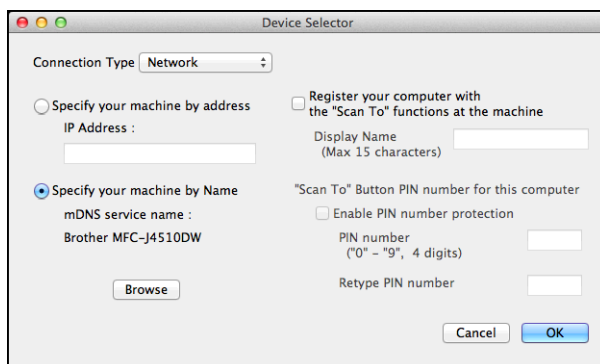 Device Selector
Connection Type Network
Specify your machine by address
IP Address :
Specify your machine by Name
mDNS service name :
Brother MFC-J4510DW
Browse
Register your computer with
the "Scan To" functions at the machine
Display Name
(Max 15 characters)
"Scan To" Button PIN number for this computer
Enable PIN number protection
PIN number
("0" - "9", 4 digits)
Retype PIN number
Cancel OK